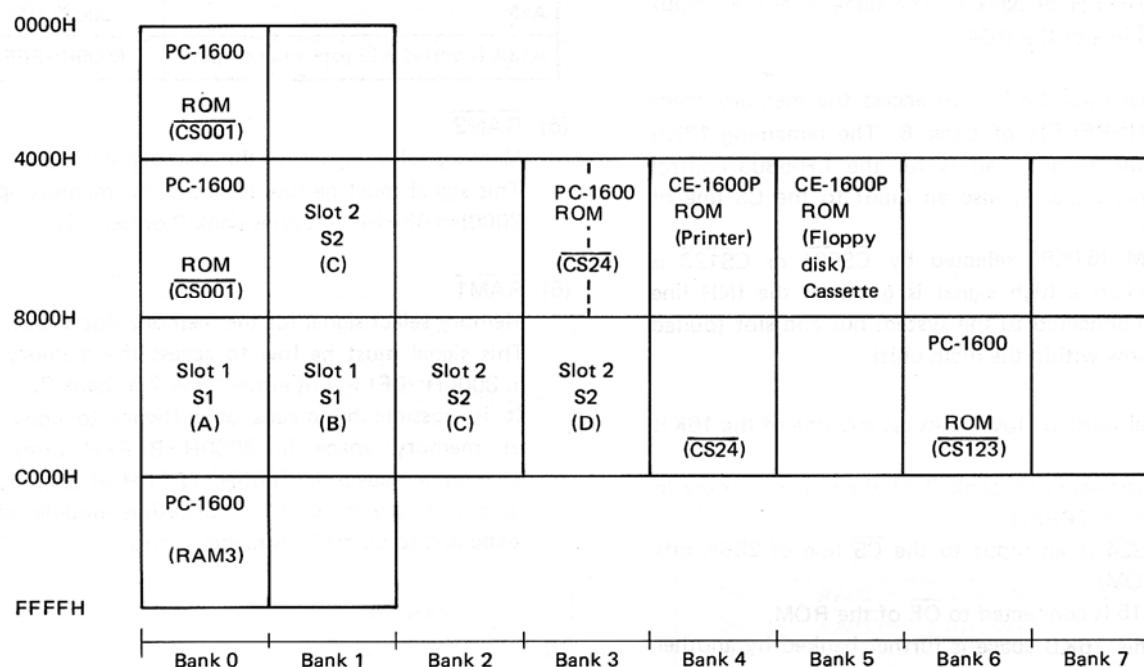 0000H
PC-1600
ROM
(CS001)
4000H
PC-1600
ROM
(CS001)
Slot 2
S2
(C)
PC-1600
ROM
(CS24)
CE-1600P
ROM
(Printer)
CE-1600P
ROM
(Floppy
disk)
Cassette
8000H
Slot 1
S1
(A)
Slot 1
S1
(B)
Slot 2
S2
(C)
Slot 2
S2
(D)
(CS24)
PC-1600
ROM
(CS123)
C000H
PC-1600
(RAM3)
FFFFH
Bank 0 Bank 1 Bank 2 Bank 3 Bank 4 Bank 5 Bank 6 Bank 7